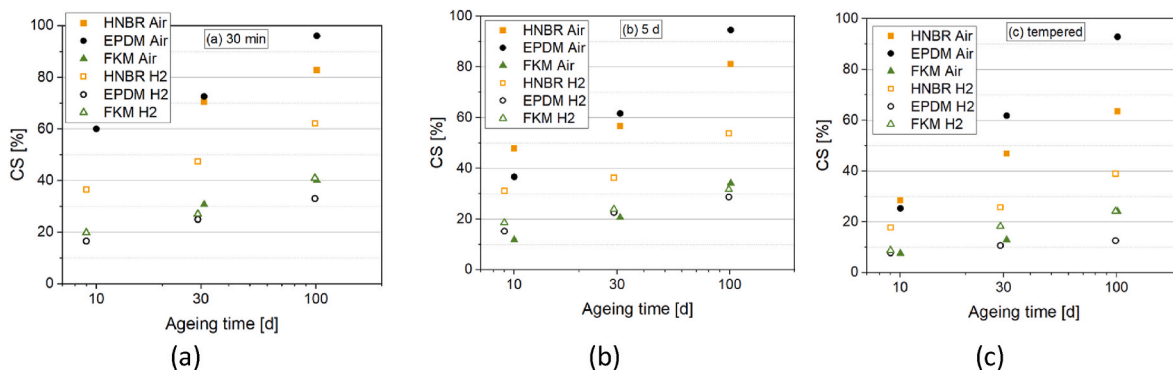 HNBR Air
EPDM Air
FKM Air
HNBR H2
EPDM H2
FKM H2
(a) 30 min
100
80
60
40
20
0
CS [%]
10
30
100
Ageing time [d]
(a)
HNBR Air
EPDM Air
FKM Air
HNBR H2
EPDM H2
FKM H2
(b) 5 d
100
80
60
40
20
0
CS [%]
10
30
100
Ageing time [d]
(b)
HNBR Air
EPDM Air
FKM Air
HNBR H2
EPDM H2
FKM H2
(c) tempered
100
80
60
40
20
0
CS [%]
10
30
100
Ageing time [d]
(c)